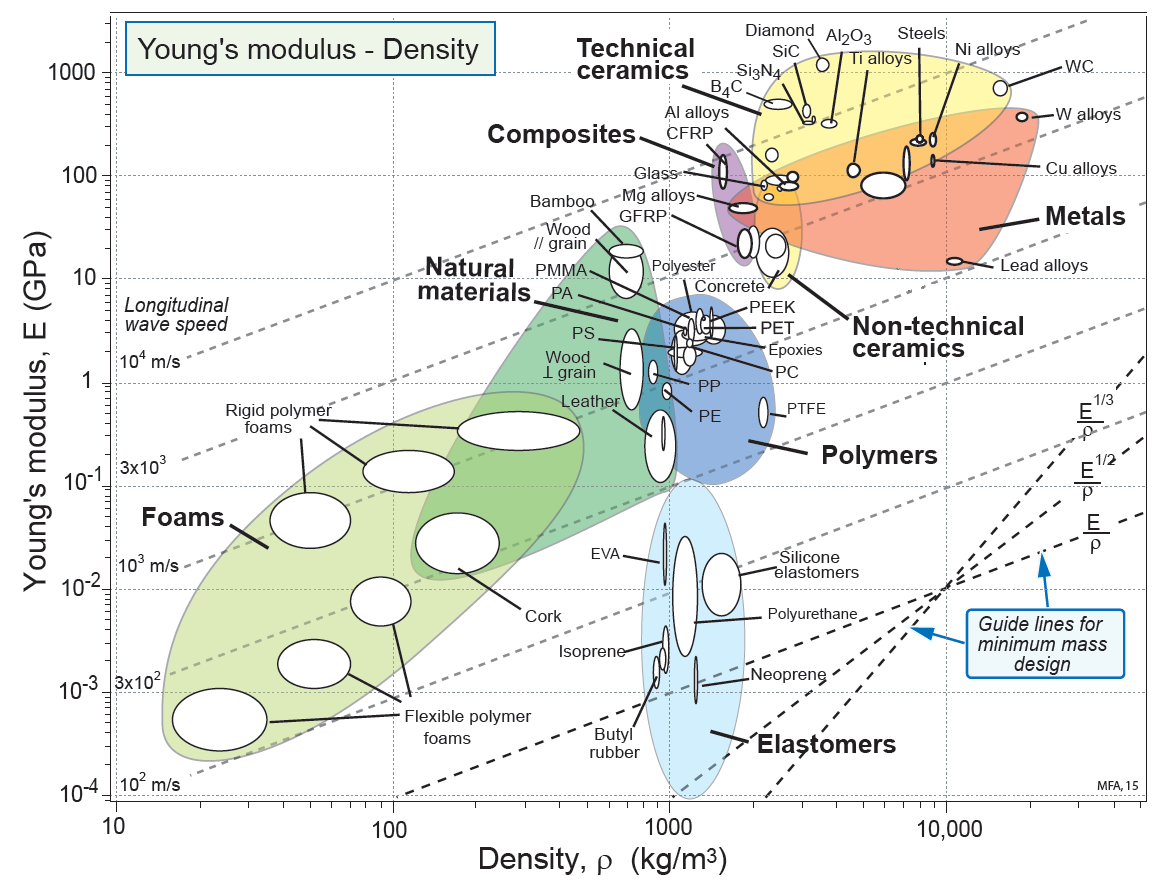 Young's modulus - Density
Technical
ceramics
Diamond
SiC
Si3N4
B4C
Al2O3
Ti alloys
Steels
Ni alloys
WC
W alloys
Al alloys
CFRP
Composites
Glass
Mg alloys
GFRP
Cu alloys
Metals
Lead alloys
Non-technical
ceramics
Concrete
Bamboo
Wood
// grain
Natural
materials
PMMA
PA
PS
Wood
⊥ grain
Leather
Polyester
PEEK
PET
Epoxies
PC
PP
PE
PTFE
Polymers
Longitudinal
wave speed
10⁴ m/s
3x10³
10³ m/s
3x10²
10² m/s
Rigid polymer
foams
Foams
Cork
Flexible polymer
foams
EVA
Silicone
elastomers
Polyurethane
Isoprene
Neoprene
Butyl
rubber
Elastomers
E^1/3
ρ
E^1/2
ρ
E
ρ
Guide lines for
minimum mass
design
MFA, 15
Young's modulus, E (GPa)
1000
100
10
1
10⁻¹
10⁻²
10⁻³
10⁻⁴
10
100
1000
10,000
Density, ρ (kg/m³)